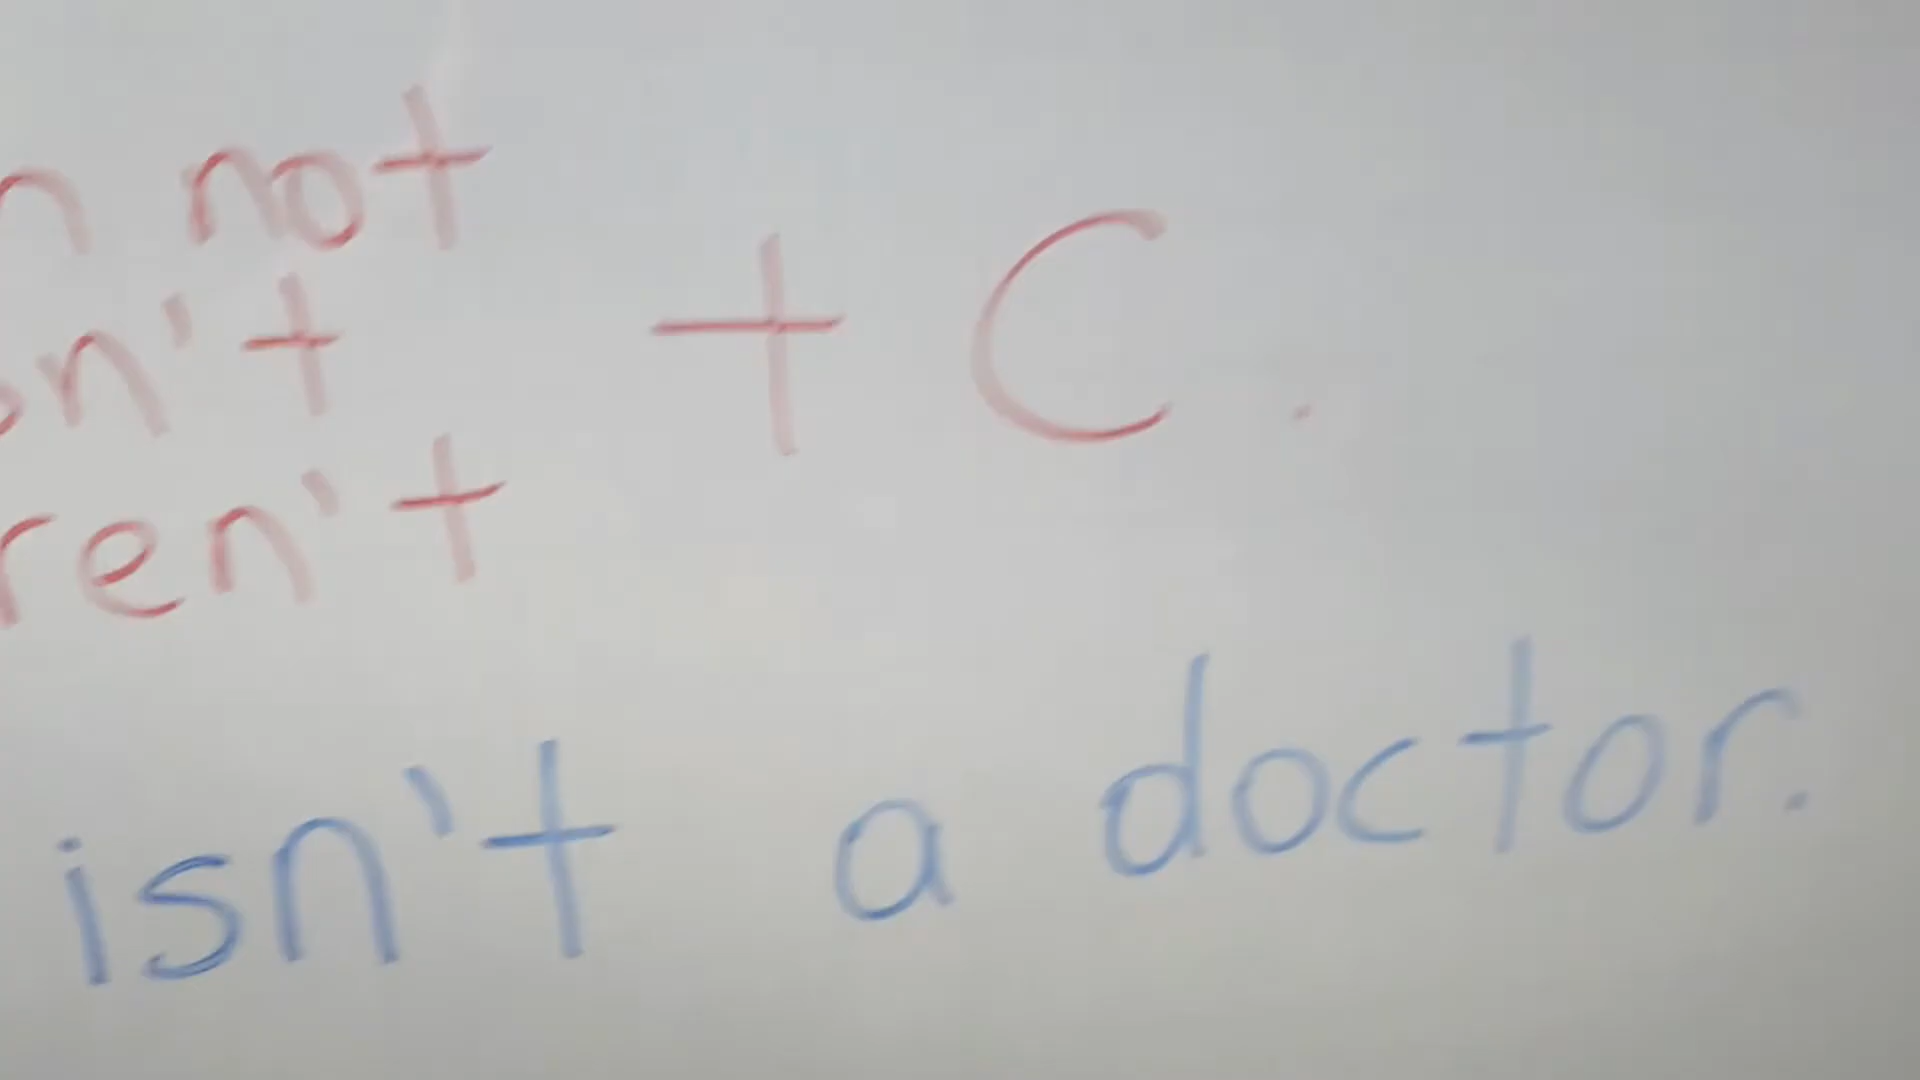 not
n't + C.
ren't
isn't a doctor.